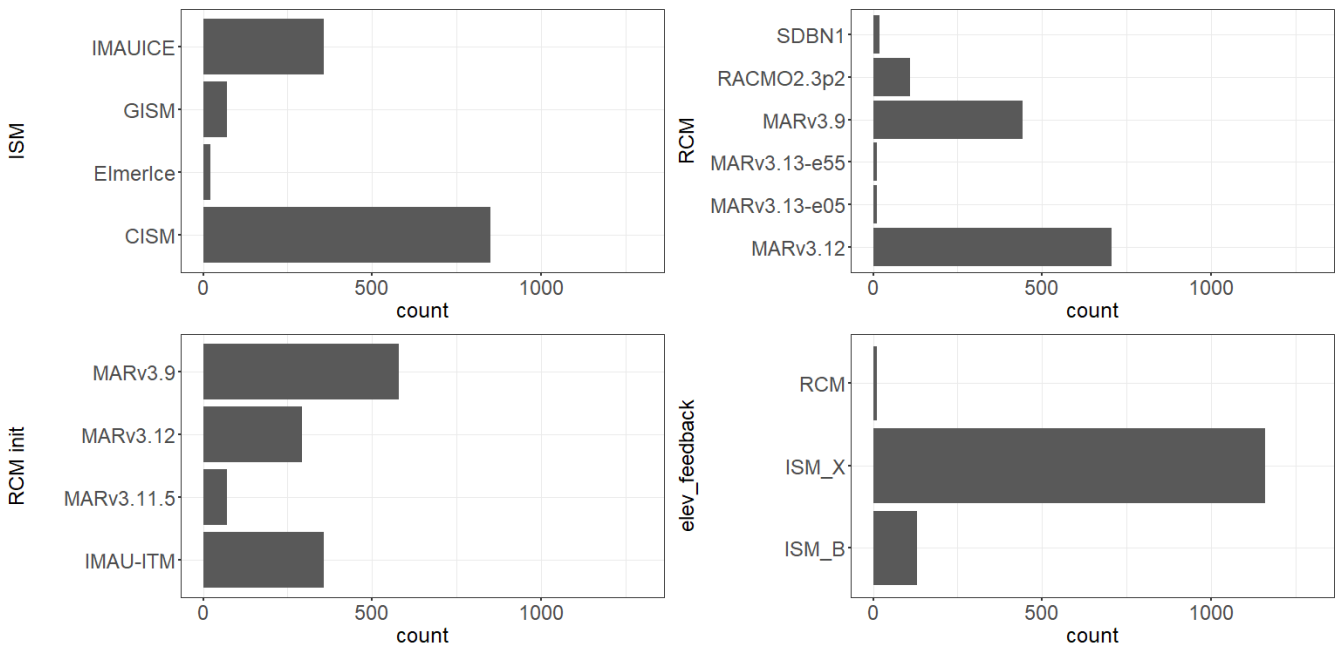 ISM
IMAUICE
GISM
ElmerIce
CISM
0 500 1000
count
RCM
SDBN1
RACMO2.3p2
MARv3.9
MARv3.13-e55
MARv3.13-e05
MARv3.12
0 500 1000
count
RCM init
MARv3.9
MARv3.12
MARv3.11.5
IMAU-ITM
0 500 1000
count
elev_feedback
RCM
ISM_X
ISM_B
0 500 1000
count